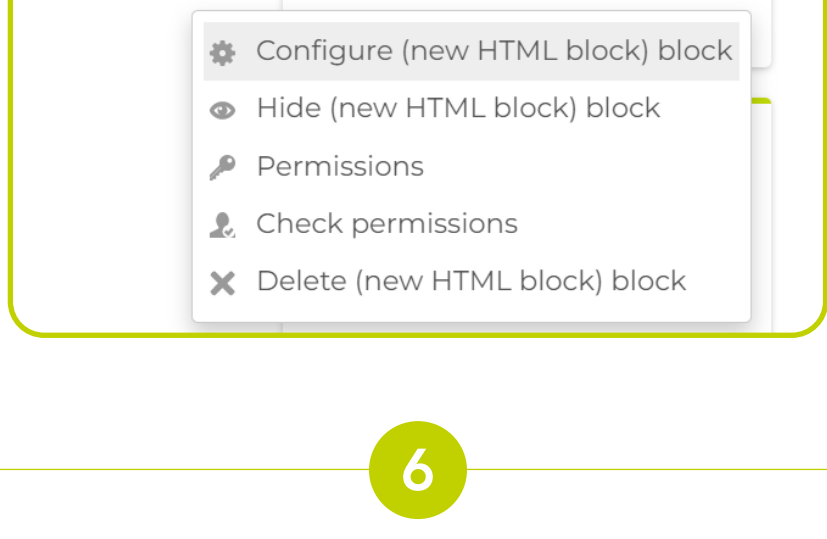 Configure (new HTML block) block
Hide (new HTML block) block
Permissions
Check permissions
Delete (new HTML block) block
6